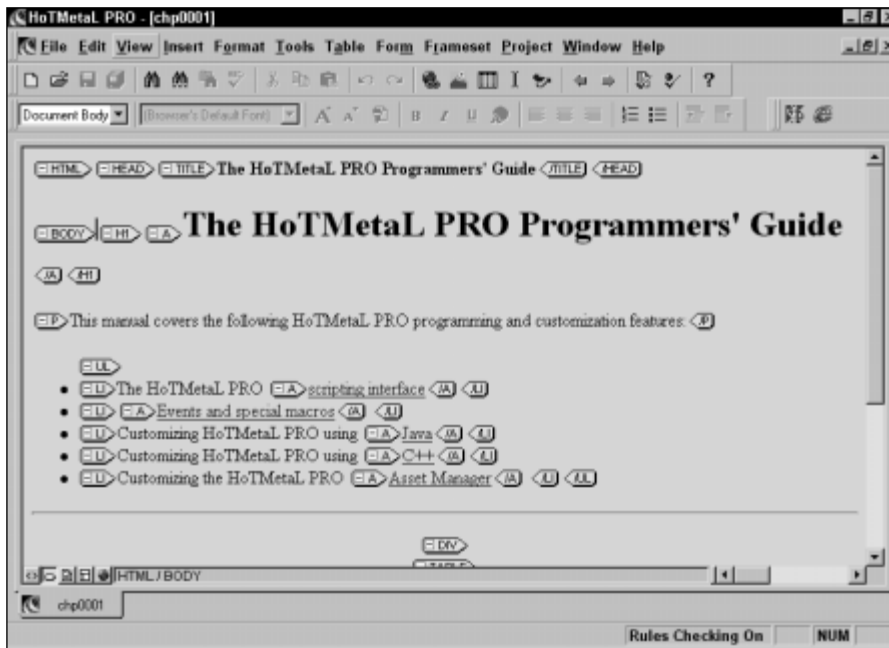 HoTMetaL PRO - [chp0001]
File Edit View Insert Format Tools Table Form Frameset Project Window Help
Document Body (Browser's Default Font)
HTML HEAD TITLE The HoTMetaL PRO Programmers' Guide /TITLE /HEAD
BODY H1 A The HoTMetaL PRO Programmers' Guide
/A /H1
P This manual covers the following HoTMetaL PRO programming and customization features: /P
UL
LI The HoTMetaL PRO A scripting interface /A /LI
LI A Events and special macros /A /LI
LI Customizing HoTMetaL PRO using A Java /A /LI
LI Customizing HoTMetaL PRO using A C++ /A /LI
LI Customizing the HoTMetaL PRO A Asset Manager /A /LI /UL
DIV
TABLE
HTML / BODY
chp0001
Rules Checking On NUM